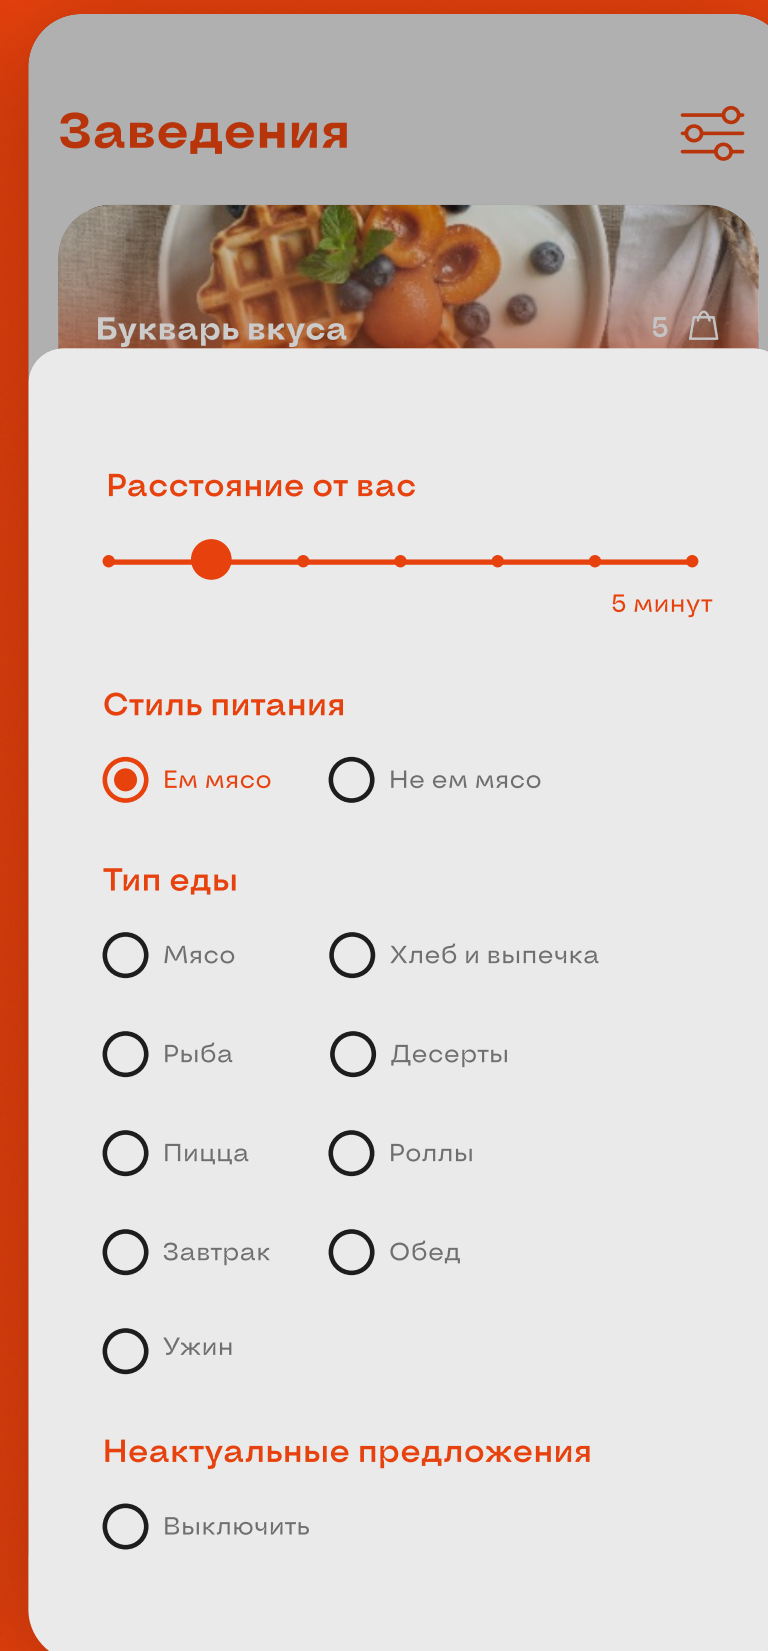 Заведения
Букварь вкуса 5
Расстояние от вас
5 минут
Стиль питания
Ем мясо Не ем мясо
Тип еды
Мясо Хлеб и выпечка
Рыба Десерты
Пицца Роллы
Завтрак Обед
Ужин
Неактуальные предложения
Выключить